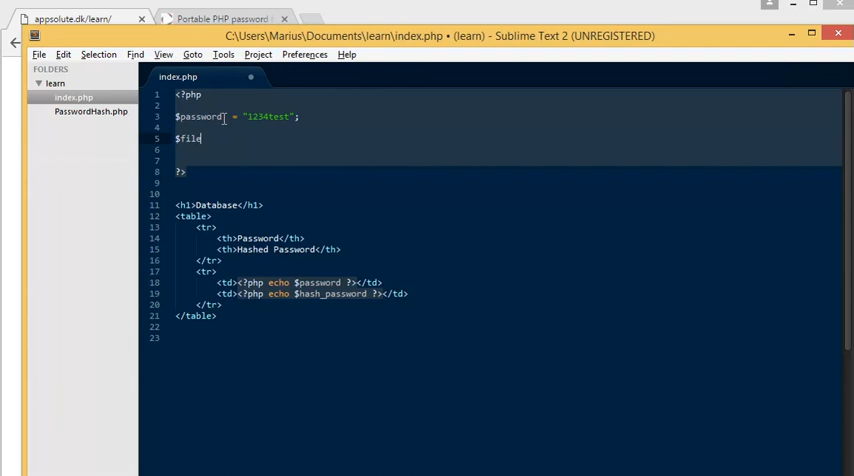 appsolute.dk/learn/
Portable PHP password
C:\Users\Marius\Documents\learn\index.php • (learn) - Sublime Text 2 (UNREGISTERED)
File Edit Selection Find View Goto Tools Project Preferences Help
FOLDERS
learn
index.php
PasswordHash.php
index.php
1 <?php
2
3 $password = "1234test";
4
5 $file
6
7
8 ?>
9
10
11 <h1>Database</h1>
12 <table>
13 <tr>
14 <th>Password</th>
15 <th>Hashed Password</th>
16 </tr>
17 <tr>
18 <td><?php echo $password ?></td>
19 <td><?php echo $hash_password ?></td>
20 </tr>
21 </table>
22
23